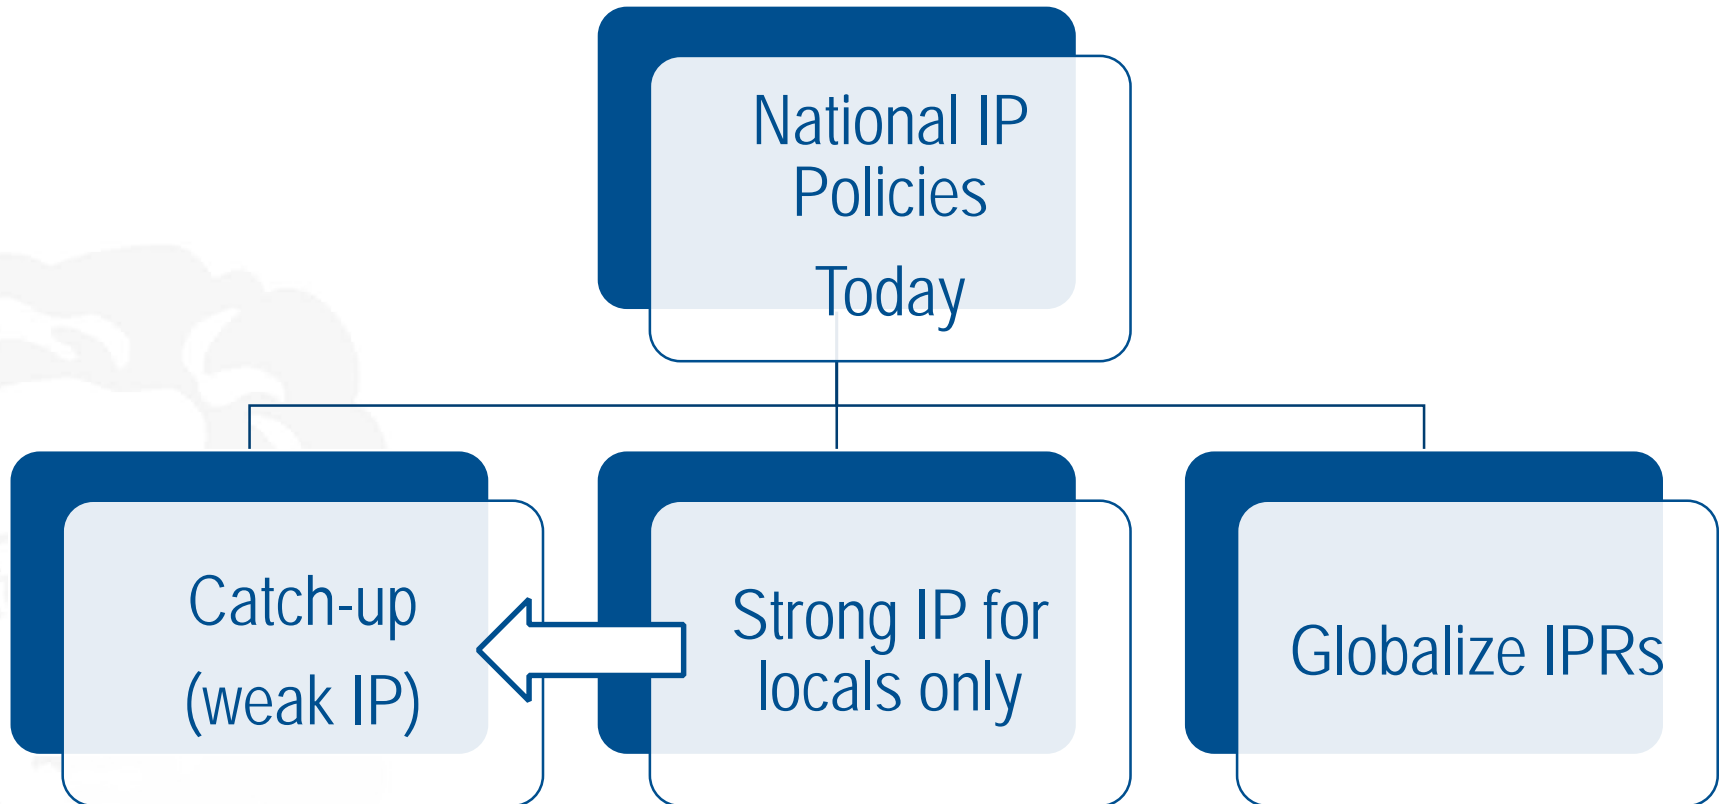 National IP
Policies
Today
Catch-up
(weak IP)
Strong IP for
locals only
Globalize IPRs